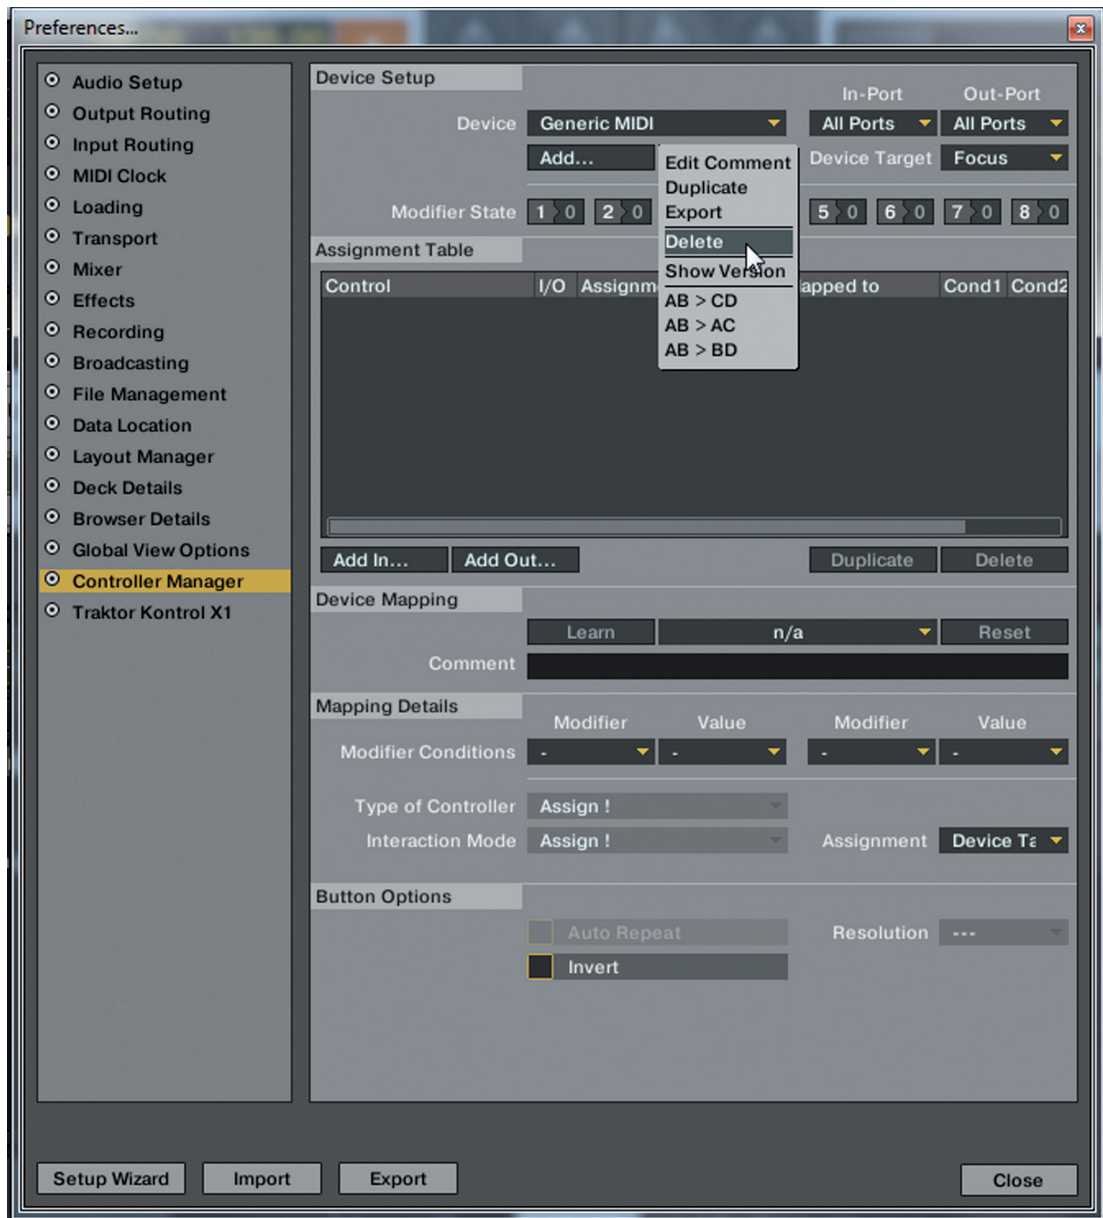 Preferences...
Audio Setup
Output Routing
Input Routing
MIDI Clock
Loading
Transport
Mixer
Effects
Recording
Broadcasting
File Management
Data Location
Layout Manager
Deck Details
Browser Details
Global View Options
Controller Manager
Traktor Kontrol X1
Device Setup
In-Port Out-Port
Device Generic MIDI All Ports All Ports
Add... Device Target Focus
Edit Comment
Duplicate
Export
Delete
Show Version
AB > CD
AB > AC
AB > BD
Modifier State 1 0 2 0 5 0 6 0 7 0 8 0
Assignment Table
Control I/O Assignm apped to Cond1 Cond2
Add In... Add Out... Duplicate Delete
Device Mapping
Learn n/a Reset
Comment
Mapping Details
Modifier Value Modifier Value
Modifier Conditions - - - -
Type of Controller Assign !
Interaction Mode Assign ! Assignment Device Ta
Button Options
Auto Repeat Resolution ---
Invert
Setup Wizard Import Export Close